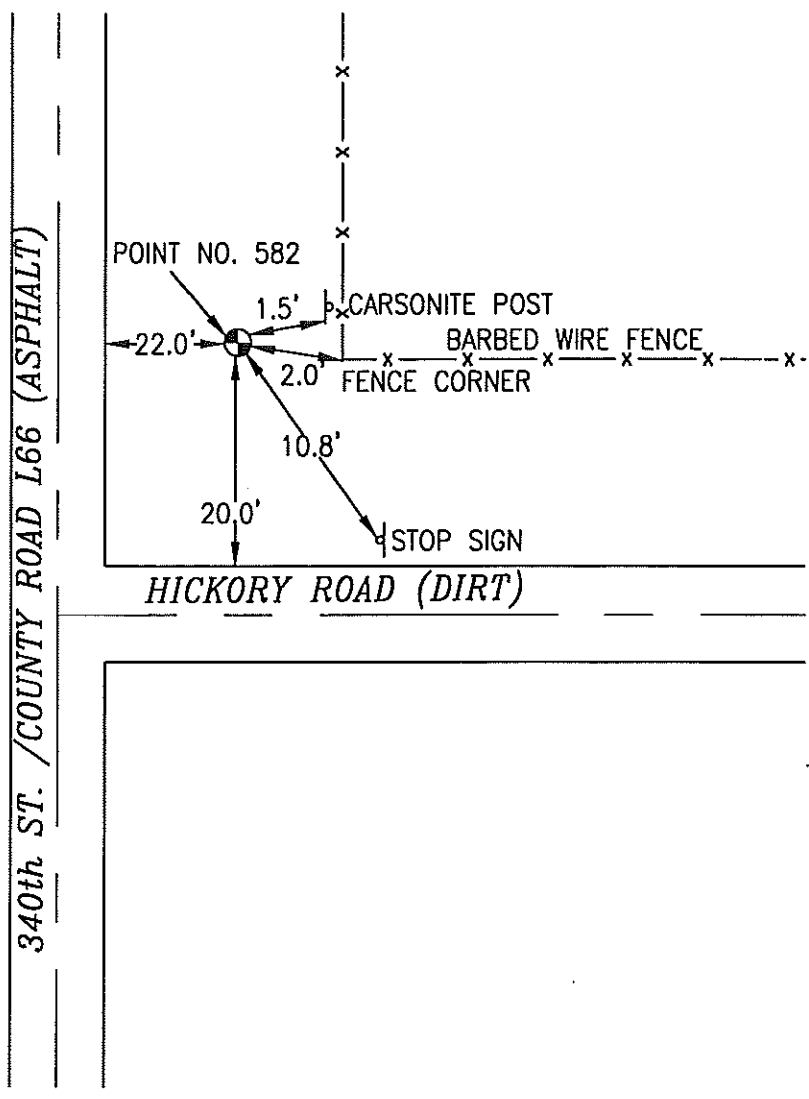 POINT NO. 582
1.5'
CARSONITE POST
22.0'
BARBED WIRE FENCE
2.0'
FENCE CORNER
10.8'
20.0'
STOP SIGN
HICKORY ROAD (DIRT)
340th ST. /COUNTY ROAD L66 (ASPHALT)